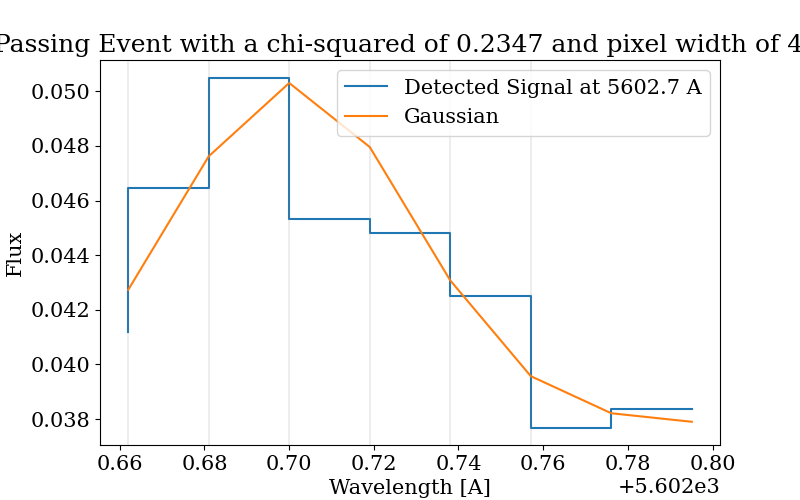 Passing Event with a chi-squared of 0.2347 and pixel width of 4
Detected Signal at 5602.7 A
Gaussian
Flux
0.050
0.048
0.046
0.044
0.042
0.040
0.038
0.66 0.68 0.70 0.72 0.74 0.76 0.78 0.80
Wavelength [A]
+5.602e3